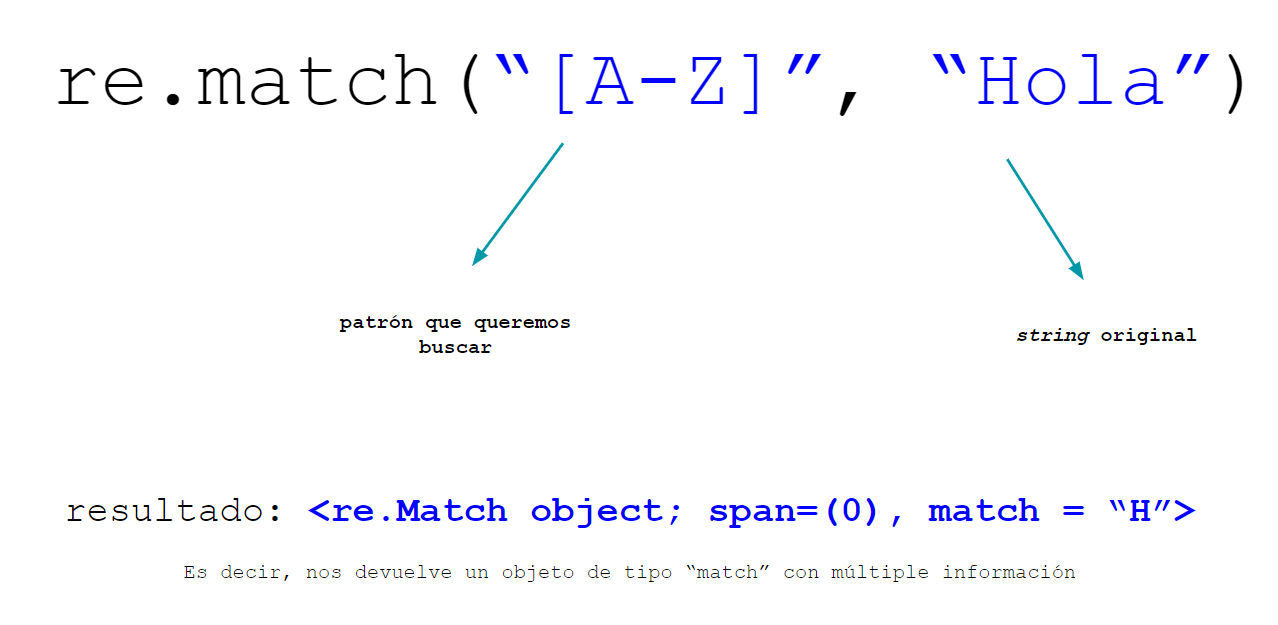 re.match(“[A-Z]”, “Hola”)
patrón que queremos
buscar
string original
resultado: <re.Match object; span=(0), match = “H”>
Es decir, nos devuelve un objeto de tipo “match” con múltiple información